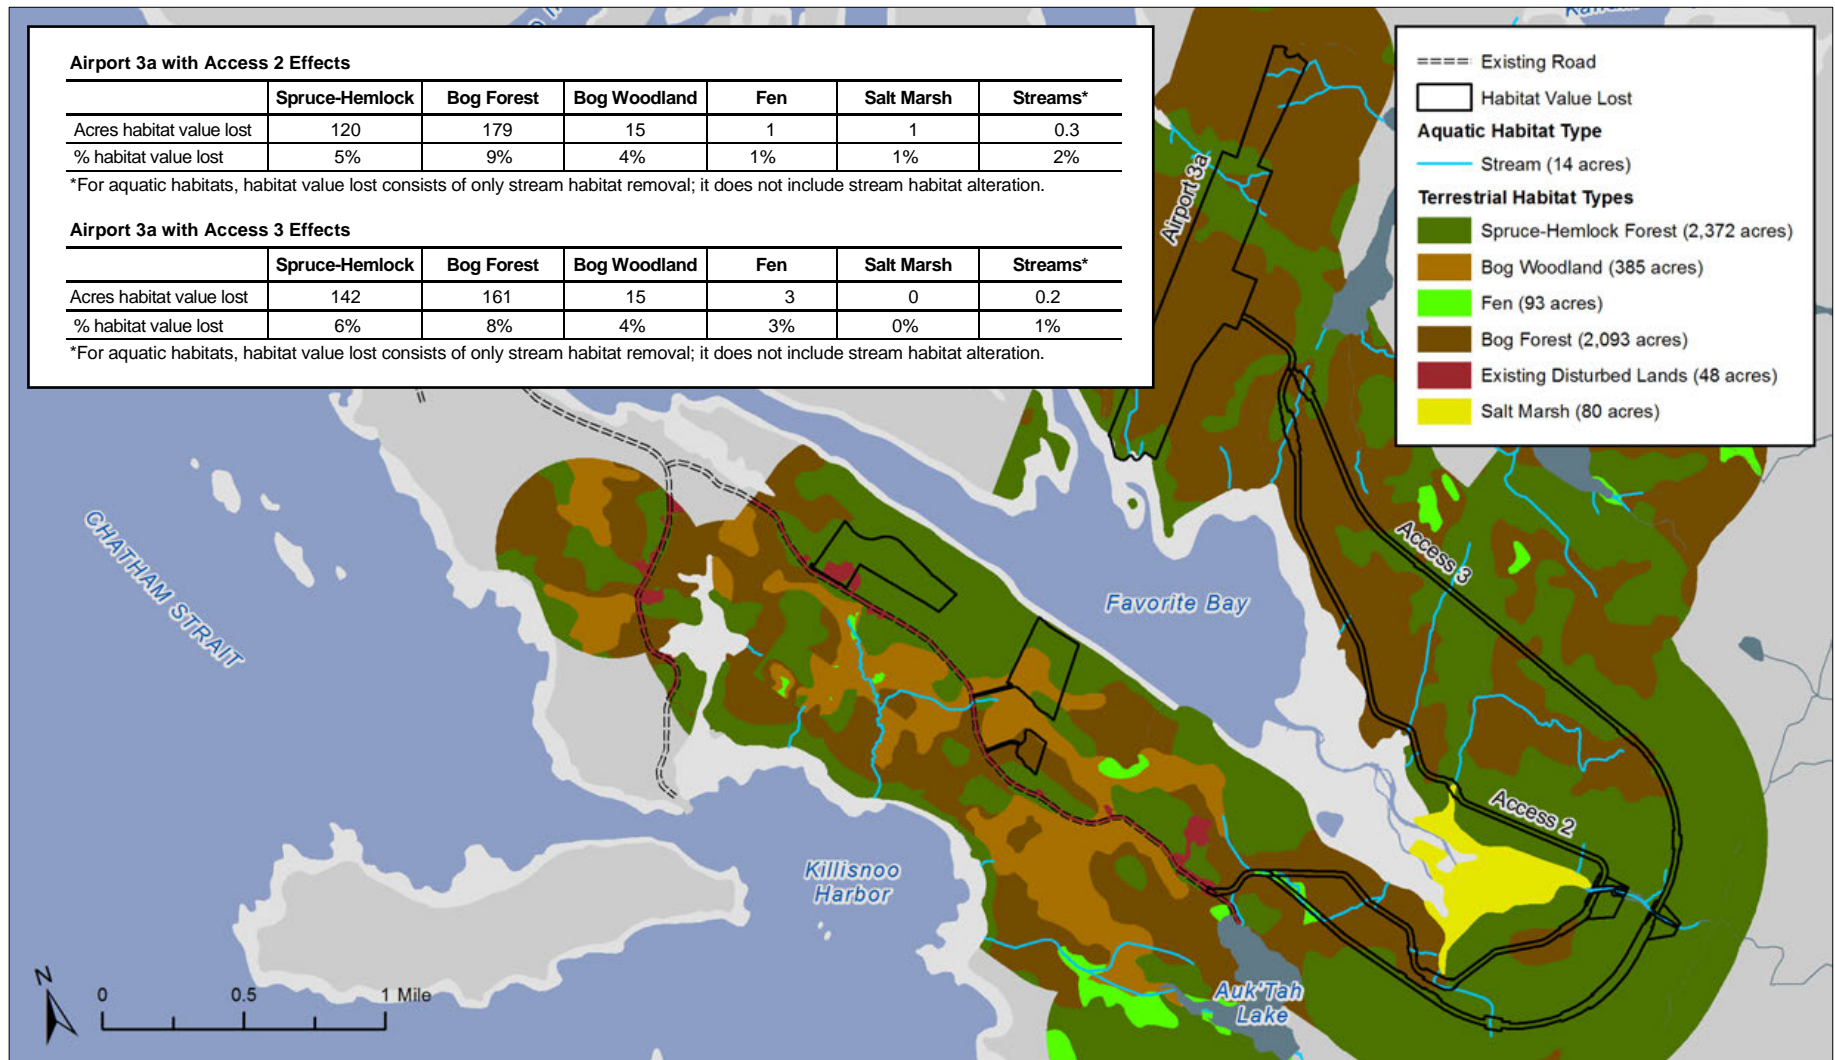 Airport 3a with Access 2 Effects
Spruce-Hemlock Bog Forest Bog Woodland Fen Salt Marsh Streams*
Acres habitat value lost 120 179 15 1 1 0.3
% habitat value lost 5% 9% 4% 1% 1% 2%
*For aquatic habitats, habitat value lost consists of only stream habitat removal; it does not include stream habitat alteration.
Airport 3a with Access 3 Effects
Spruce-Hemlock Bog Forest Bog Woodland Fen Salt Marsh Streams*
Acres habitat value lost 142 161 15 3 0 0.2
% habitat value lost 6% 8% 4% 3% 0% 1%
*For aquatic habitats, habitat value lost consists of only stream habitat removal; it does not include stream habitat alteration.
Existing Road
Habitat Value Lost
Aquatic Habitat Type
Stream (14 acres)
Terrestrial Habitat Types
Spruce-Hemlock Forest (2,372 acres)
Bog Woodland (385 acres)
Fen (93 acres)
Bog Forest (2,093 acres)
Existing Disturbed Lands (48 acres)
Salt Marsh (80 acres)
Airport 3a
Access 3
CHATHAM STRAIT
Favorite Bay
Access 2
Killisnoo
Harbor
Auk'Tah
Lake
N
0 0.5 1 Mile